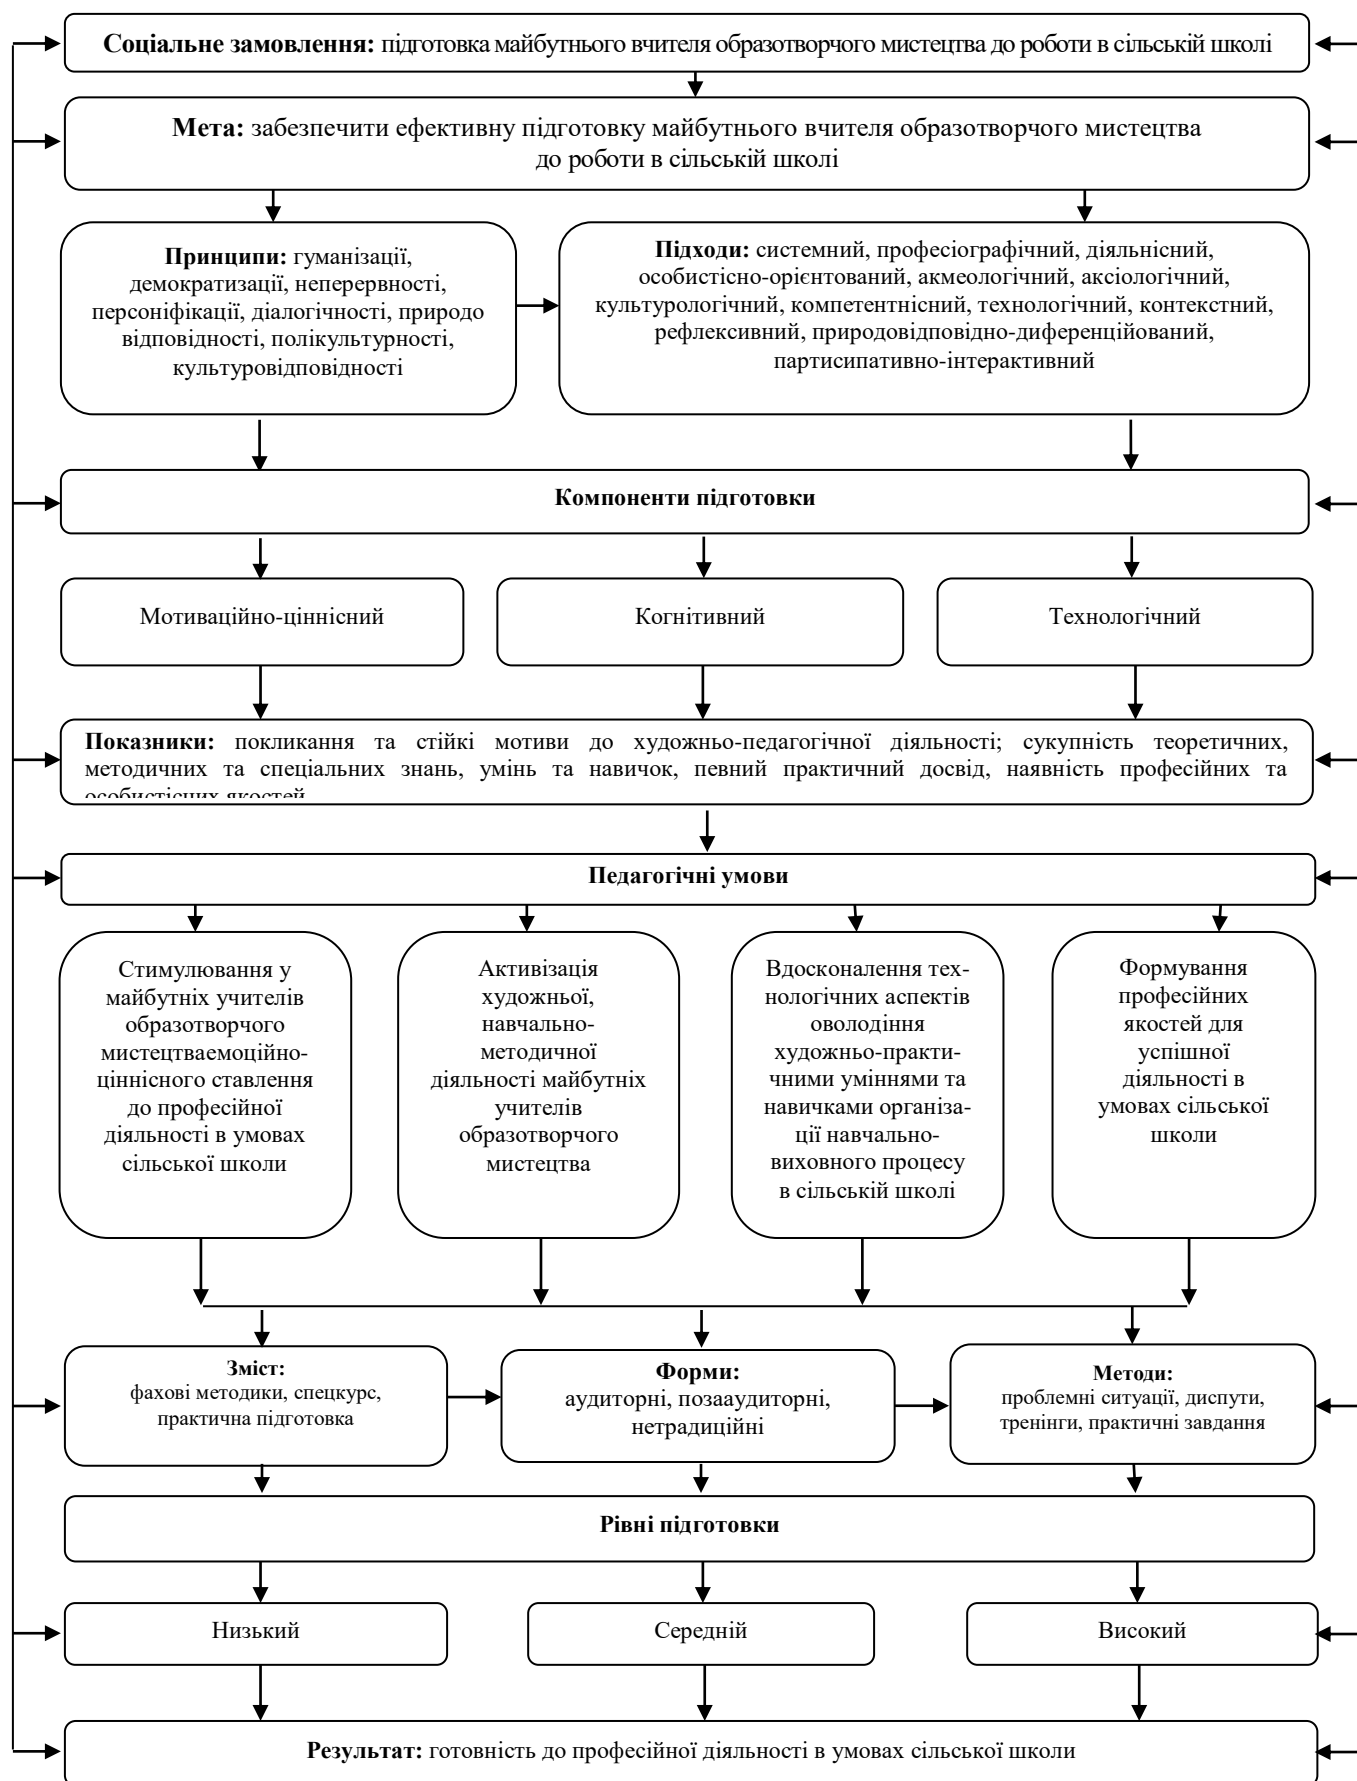 Соціальне замовлення: підготовка майбутнього вчителя образотворчого мистецтва до роботи в сільській школі
Мета: забезпечити ефективну підготовку майбутнього вчителя образотворчого мистецтва
до роботи в сільській школі
Принципи: гуманізації,
демократизації, неперервності,
персоніфікації, діалогічності, природо
відповідності, полікультурності,
культуровідповідності
Підходи: системний, професіографічний, діяльнісний,
особистісно-орієнтований, акмеологічний, аксіологічний,
культурологічний, компетентнісний, технологічний, контекстний,
рефлексивний, природовідповідно-диференційований,
партисипативно-інтерактивний
Компоненти підготовки
Мотиваційно-ціннісний
Когнітивний
Технологічний
Показники: покликання та стійкі мотиви до художньо-педагогічної діяльності; сукупність теоретичних,
методичних та спеціальних знань, умінь та навичок, певний практичний досвід, наявність професійних та
особистісних якостей
Педагогічні умови
Стимулювання у
майбутніх учителів
образотворчого
мистецтваемоційно-
ціннісного ставлення
до професійної
діяльності в умовах
сільської школи
Активізація
художньої,
навчально-
методичної
діяльності майбутніх
учителів
образотворчого
мистецтва
Вдосконалення тех-
нологічних аспектів
оволодіння
художньо-практи-
чними уміннями та
навичками організа-
ції навчально-
виховного процесу
в сільській школі
Формування
професійних
якостей для
успішної
діяльності в
умовах сільської
школи
Зміст:
фахові методики, спецкурс,
практична підготовка
Форми:
аудиторні, позааудиторні,
нетрадиційні
Методи:
проблемні ситуації, диспути,
тренінги, практичні завдання
Рівні підготовки
Низький
Середній
Високий
Результат: готовність до професійної діяльності в умовах сільської школи